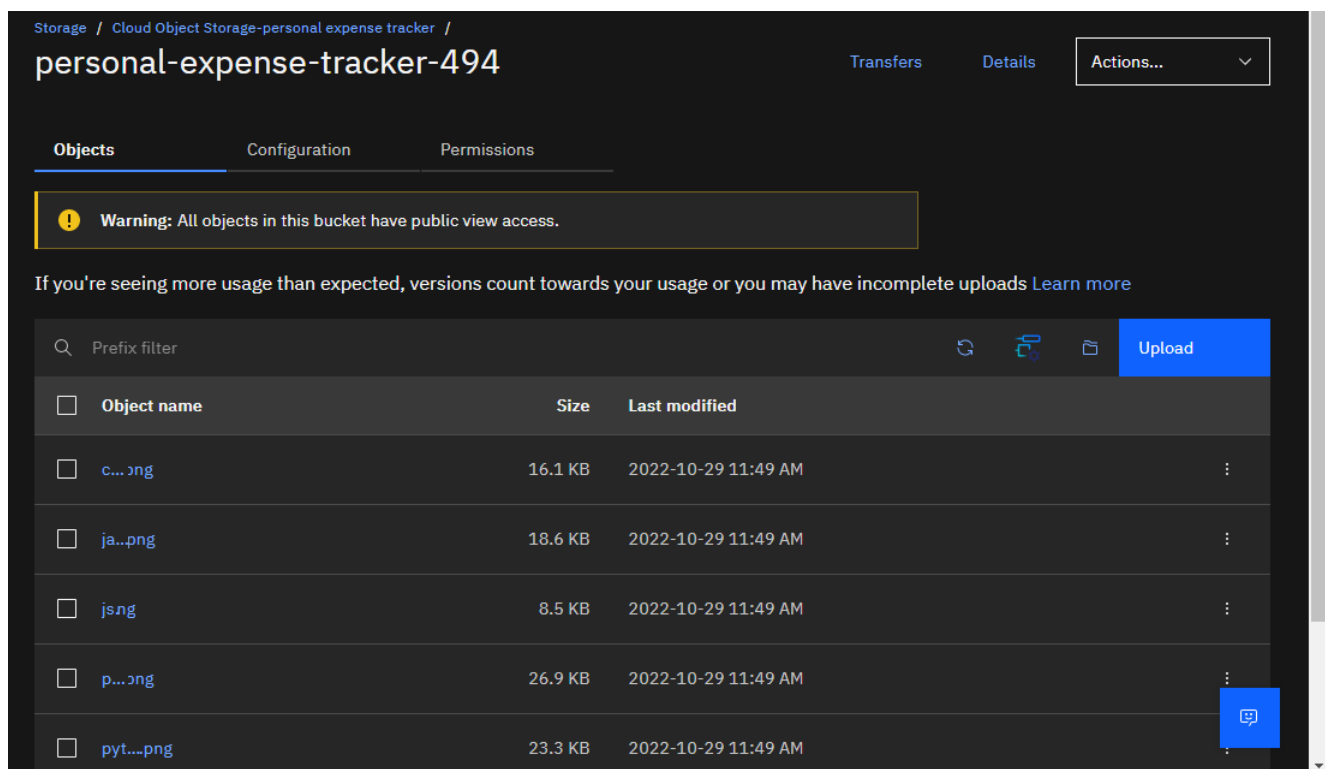 Storage / Cloud Object Storage-personal expense tracker /
personal-expense-tracker-494
Transfers Details Actions...
Objects Configuration Permissions
Warning: All objects in this bucket have public view access.
If you're seeing more usage than expected, versions count towards your usage or you may have incomplete uploads Learn more
Prefix filter Upload
Object name Size Last modified
c... png 16.1 KB 2022-10-29 11:49 AM
ja...png 18.6 KB 2022-10-29 11:49 AM
js.ng 8.5 KB 2022-10-29 11:49 AM
p... png 26.9 KB 2022-10-29 11:49 AM
pyt....png 23.3 KB 2022-10-29 11:49 AM